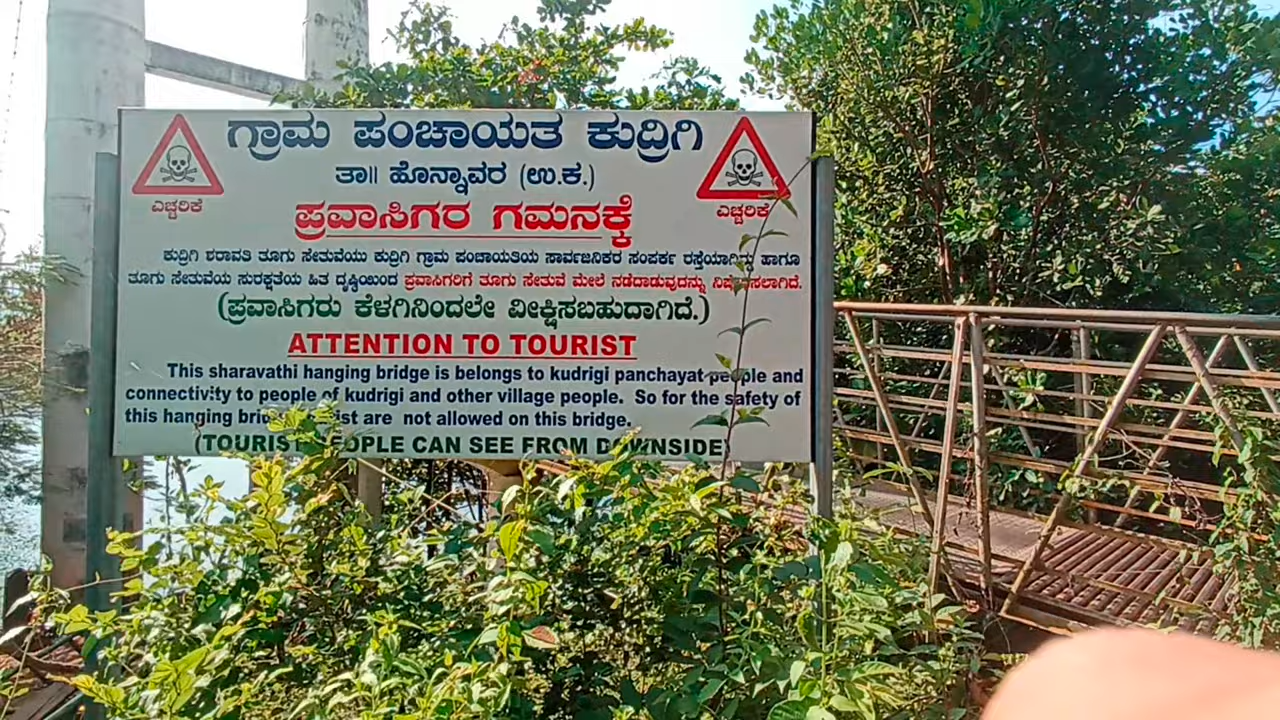 ಗ್ರಾಮ ಪಂಚಾಯತ ಕುದ್ರಿಗಿ
ತಾ॥ ಹೊನ್ನಾವರ (ಉ.ಕ.)
ಎಚ್ಚರಿಕೆ ಎಚ್ಚರಿಕೆ
ಪ್ರವಾಸಿಗರ ಗಮನಕ್ಕೆ
ಕುದ್ರಿಗಿ ಶರಾವತಿ ತೂಗು ಸೇತುವೆಯು ಕುದ್ರಿಗಿ ಗ್ರಾಮ ಪಂಚಾಯತಿಯ ಸಾರ್ವಜನಿಕರ ಸಂಪರ್ಕ ರಸ್ತೆಯಾಗಿದ್ದು ಹಾಗೂ
ತೂಗು ಸೇತುವೆಯ ಸುರಕ್ಷತೆಯ ಹಿತ ದೃಷ್ಠಿಯಿಂದ ಪ್ರವಾಸಿಗರಿಗೆ ತೂಗು ಸೇತುವೆ ಮೇಲೆ ನಡೆದಾಡುವುದನ್ನು
(ಪ್ರವಾಸಿಗರು ಕೆಳಗಿನಿಂದಲೇ ವೀಕ್ಷಿಸಬಹುದಾಗಿದೆ.)
ATTENTION TO TOURIST
This sharavathi hanging bridge is belongs to kudrigi panchayat people and
connectivity to people of kudrigi and other village people. So for the safety of
this hanging are not allowed on this bridge.
(TOURIST PEOPLE CAN SEE FROM DOWNSIDE)